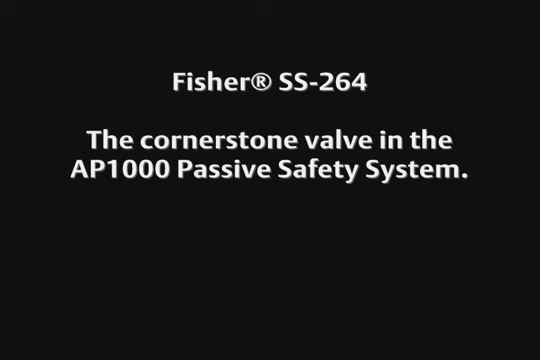 Fisher® SS-264
The cornerstone valve in the
AP1000 Passive Safety System.